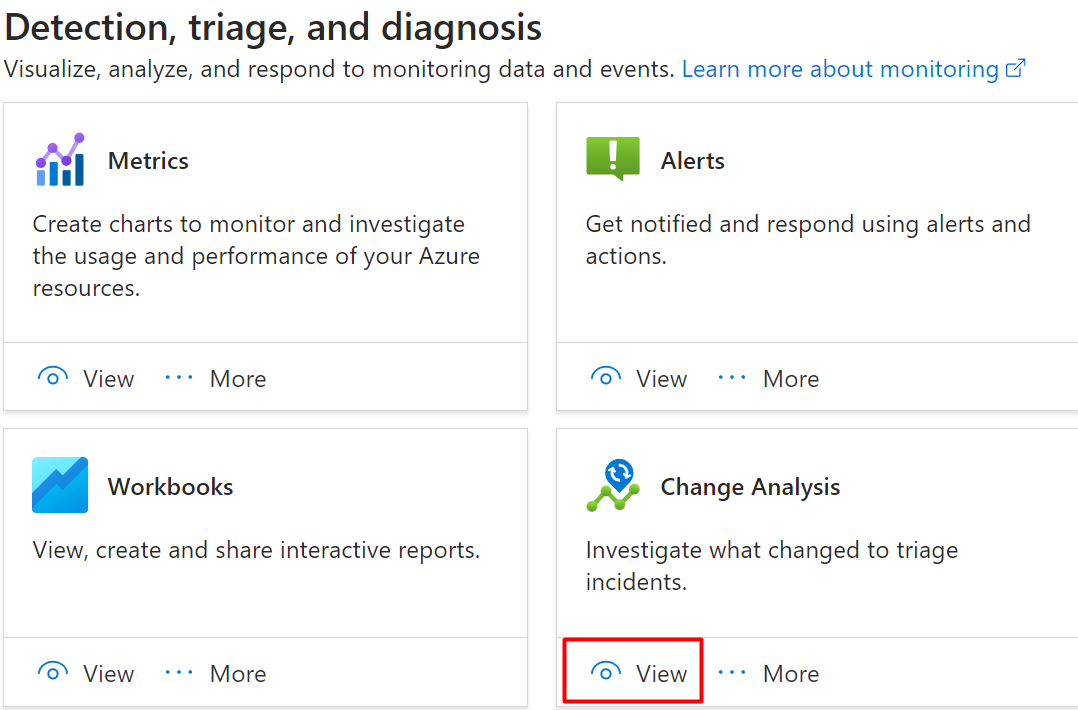 Detection, triage, and diagnosis
Visualize, analyze, and respond to monitoring data and events. Learn more about monitoring
Metrics
Create charts to monitor and investigate
the usage and performance of your Azure
resources.
View ··· More
Alerts
Get notified and respond using alerts and
actions.
View ··· More
Workbooks
View, create and share interactive reports.
View ··· More
Change Analysis
Investigate what changed to triage
incidents.
View ··· More